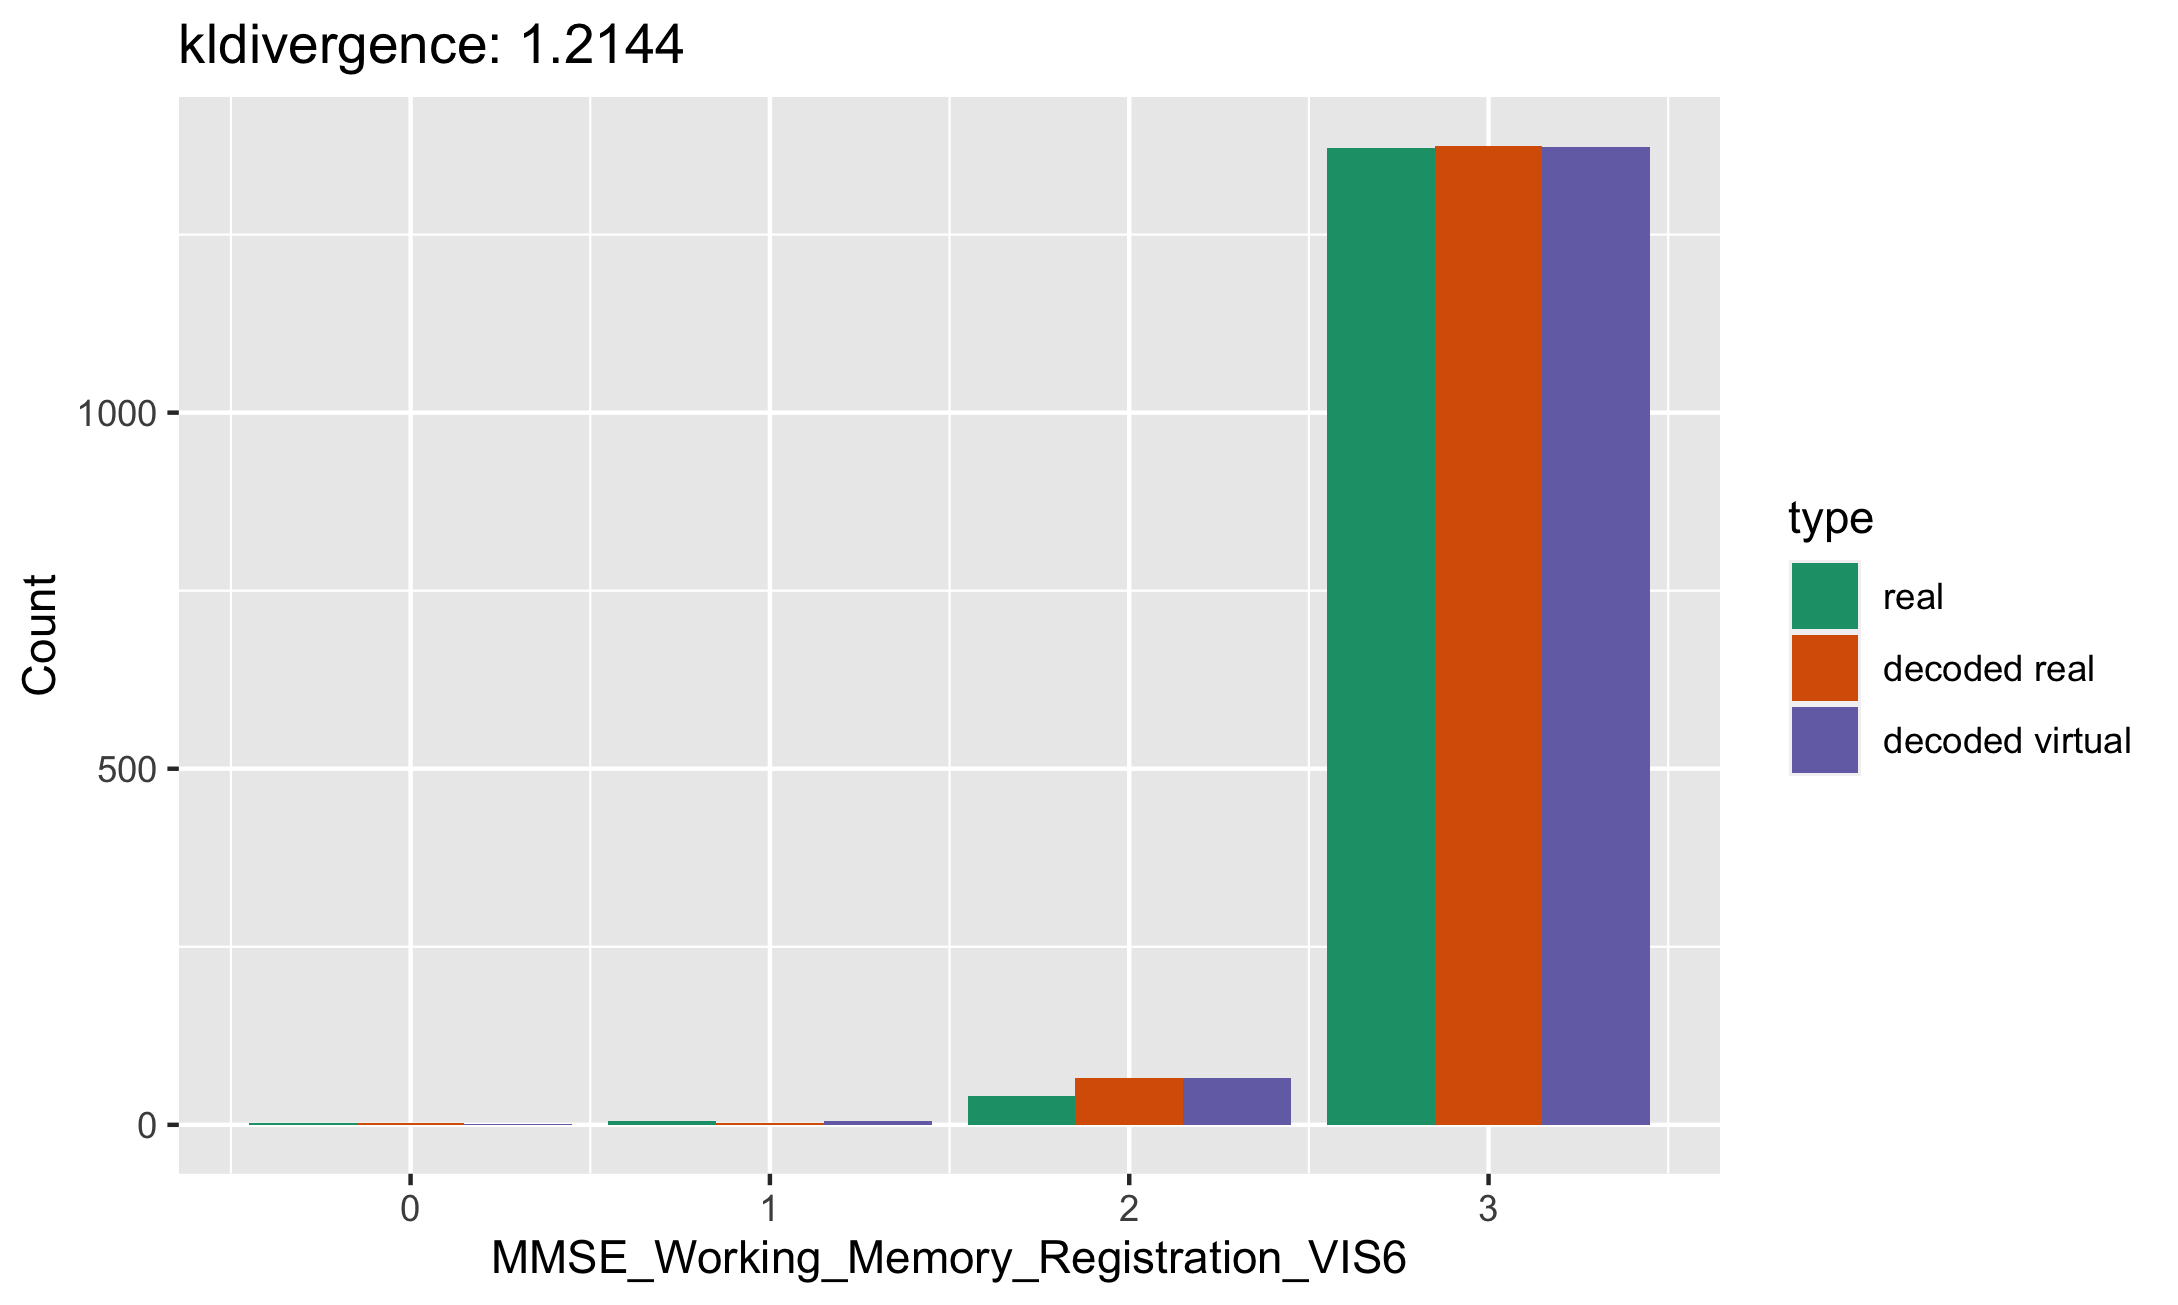 kldivergence: 1.2144
Count
1000
500
0
0 1 2 3
MMSE_Working_Memory_Registration_VIS6
type
real
decoded real
decoded virtual